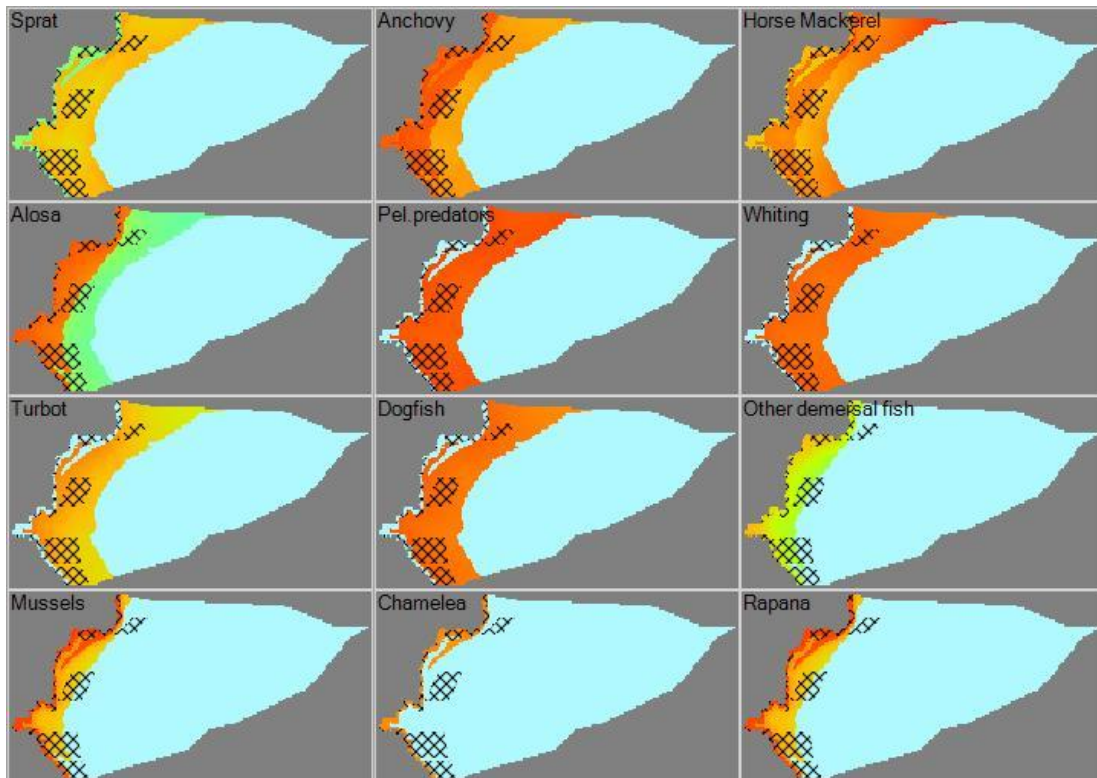 Sprat
Anchovy
Horse Mackerel
Alosa
Pel.predators
Whiting
Turbot
Dogfish
Other demersal fish
Mussels
Chamelea
Rapana